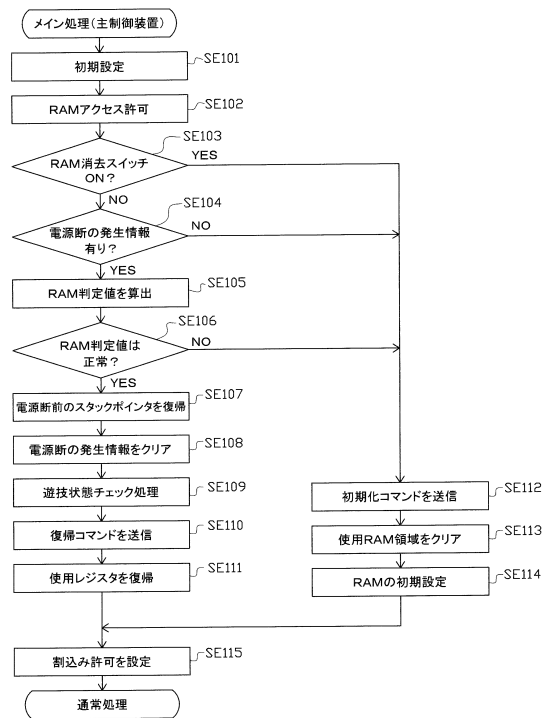 メイン処理(主制御装置)
初期設定
SE101
RAMアクセス許可
SE102
SE103
RAM消去スイッチ
ON?
YES
NO
SE104
電源断の発生情報
有り?
NO
YES
RAM判定値を算出
SE105
SE106
RAM判定値は
正常?
NO
YES
電源断前のスタックポインタを復帰
SE107
電源断の発生情報をクリア
SE108
遊技状態チェック処理
SE109
復帰コマンドを送信
SE110
使用レジスタを復帰
SE111
初期化コマンドを送信
SE112
使用RAM領域をクリア
SE113
RAMの初期設定
SE114
割込み許可を設定
SE115
通常処理